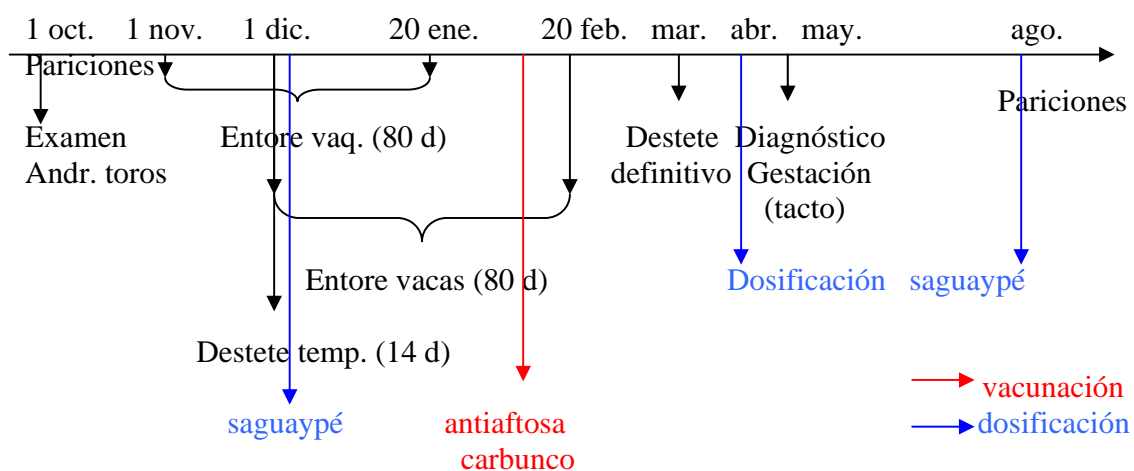 1 oct. 1 nov. 1 dic. 20 ene. 20 feb. mar. abr. may. ago.
Pariciones
Pariciones
Examen
Andr. toros
Entore vaq. (80 d)
Destete
definitivo
Diagnóstico
Gestación
(tacto)
Entore vacas (80 d)
Dosificación saguaypé
Destete temp. (14 d)
saguaypé
antiaftosa
carbunco
vacunación
dosificación